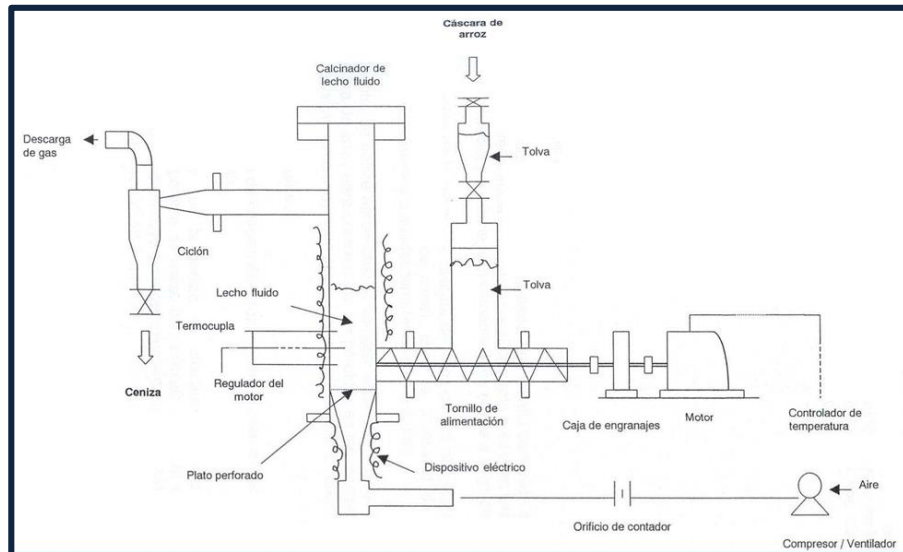 Cáscara de
arroz
Calcinador de
lecho fluido
Descarga
de gas
Tolva
Ciclón
Tolva
Lecho fluido
Termocupla
Regulador del
motor
Ceniza
Tornillo de
alimentación
Caja de engranajes
Motor
Controlador de
temperatura
Plato perforado
Dispositivo eléctrico
Aire
Orificio de contador
Compresor / Ventilador